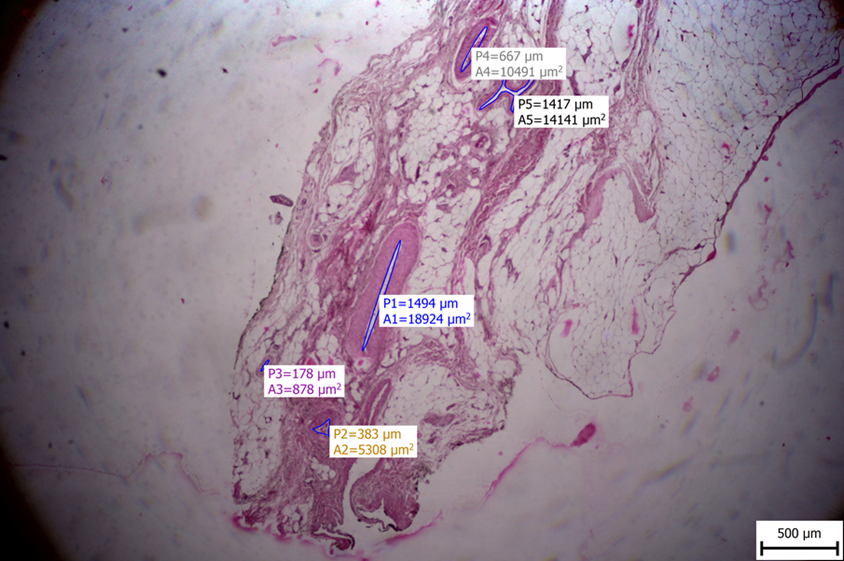 P4=667 µm
A4=10491 µm²
P5=1417 µm
A5=14141 µm²
P1=1494 µm
A1=18924 µm²
P3=178 µm
A3=878 µm²
P2=383 µm
A2=5308 µm²
500 µm